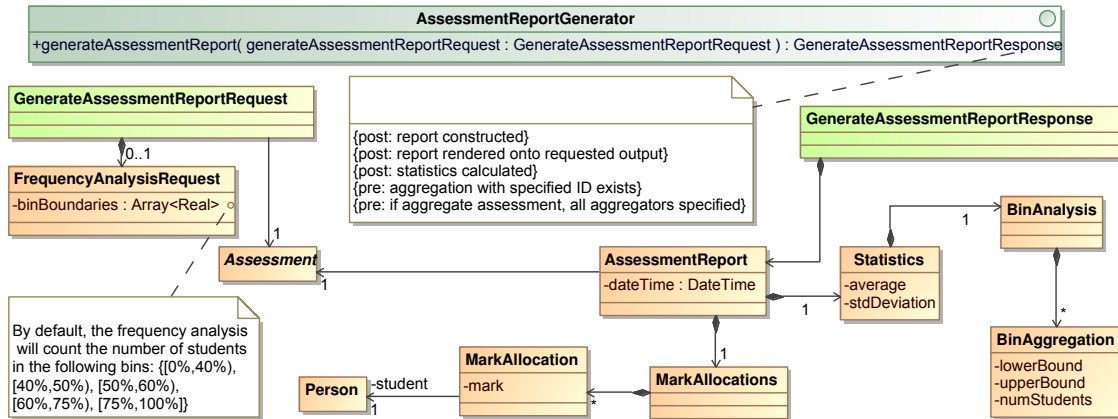 AssessmentReportGenerator
+generateAssessmentReport( generateAssessmentReportRequest : GenerateAssessmentReportRequest ) : GenerateAssessmentReportResponse
GenerateAssessmentReportRequest
0..1
1
FrequencyAnalysisRequest
-binBoundaries : Array<Real>
{post: report constructed}
{post: report rendered onto requested output}
{post: statistics calculated}
{pre: aggregation with specified ID exists}
{pre: if aggregate assessment, all aggregators specified}
GenerateAssessmentReportResponse
Assessment
1
AssessmentReport
-dateTime : DateTime
1
1
Statistics
-average
-stdDeviation
1
BinAnalysis
*
BinAggregation
-lowerBound
-upperBound
-numStudents
By default, the frequency analysis
will count the number of students
in the following bins: {[0%,40%),
[40%,50%), [50%,60%),
[60%,75%), [75%,100%]}
Person
-student
1
MarkAllocation
-mark
*
MarkAllocations